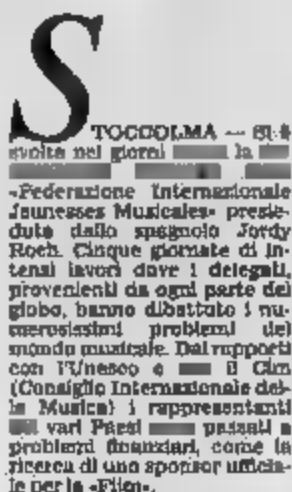 STOCCOLMA — Si è
svolta nei giorni la
«Federazione Internazionale
Jeunesses Musicales» presie-
duta dallo spagnolo Jordy
Roch. Cinque giornate di in-
tensi lavori dove i delegati,
provenienti da ogni parte del
globo, hanno dibattuto i nu-
merosissimi problemi del
mondo musicale. Dai rapporti
con l'Unesco e il Cim
(Consiglio Internazionale del-
la Musica) i rappresentanti
vari Paesi passati a
problemi finanziari, come la
ricerca di uno sponsor ufficia-
le per la «Fijm».